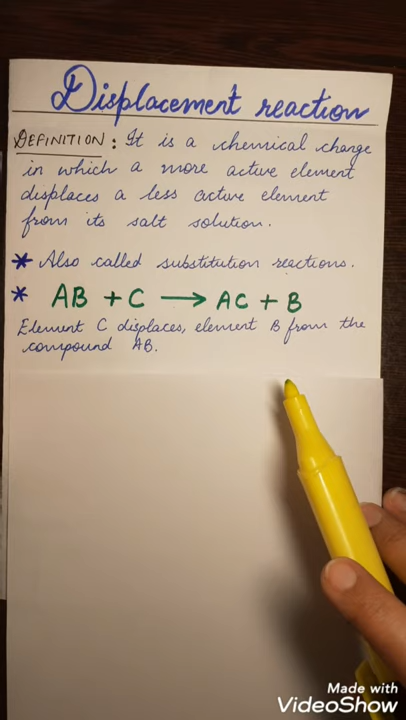 Displacement reaction
DEFINITION: It is a chemical change
in which a more active element
displaces a less active element
from its salt solution.
* Also called substitution reactions.
* AB + C → AC + B
Element C displaces, element B from the
compound AB.
Made with
VideoShow